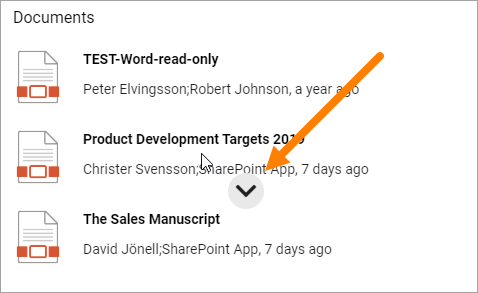 Documents
TEST-Word-read-only
Peter Elvingsson;Robert Johnson, a year ago
Product Development Targets 2019
Christer Svensson;SharePoint App, 7 days ago
The Sales Manuscript
David Jönell;SharePoint App, 7 days ago